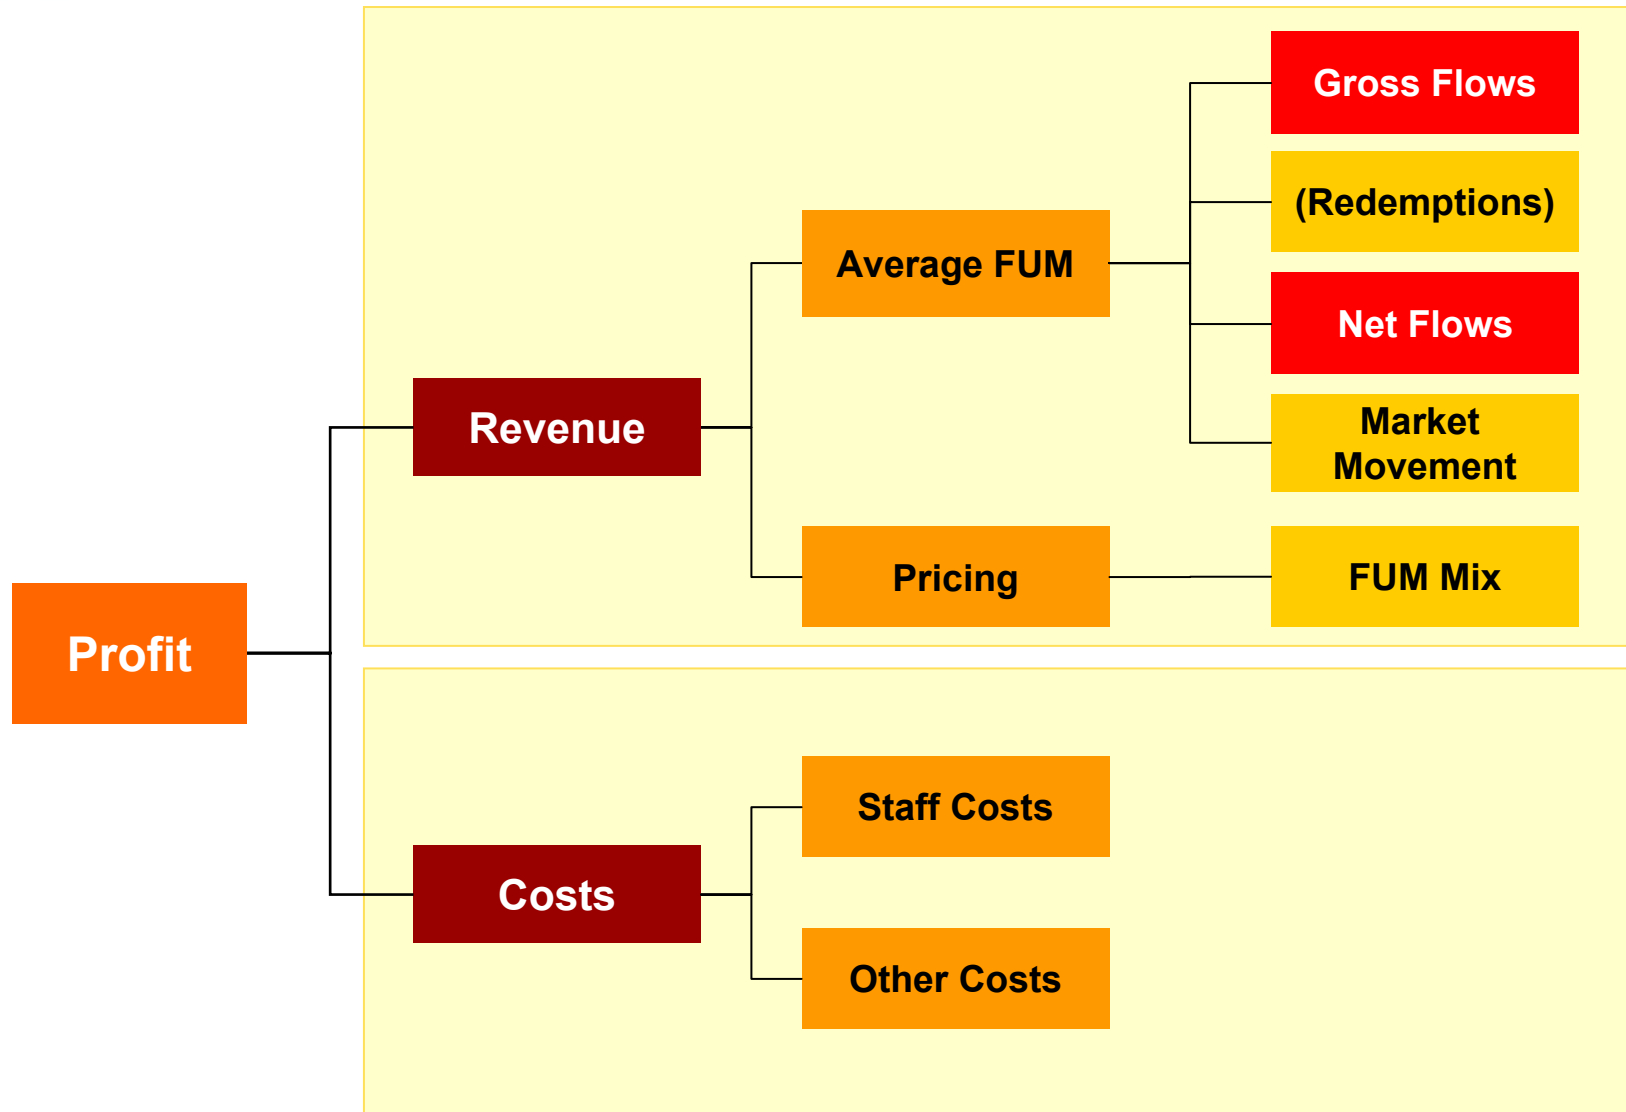 Gross Flows
(Redemptions)
Average FUM
Net Flows
Market
Movement
Revenue
Pricing
FUM Mix
Profit
Staff Costs
Costs
Other Costs